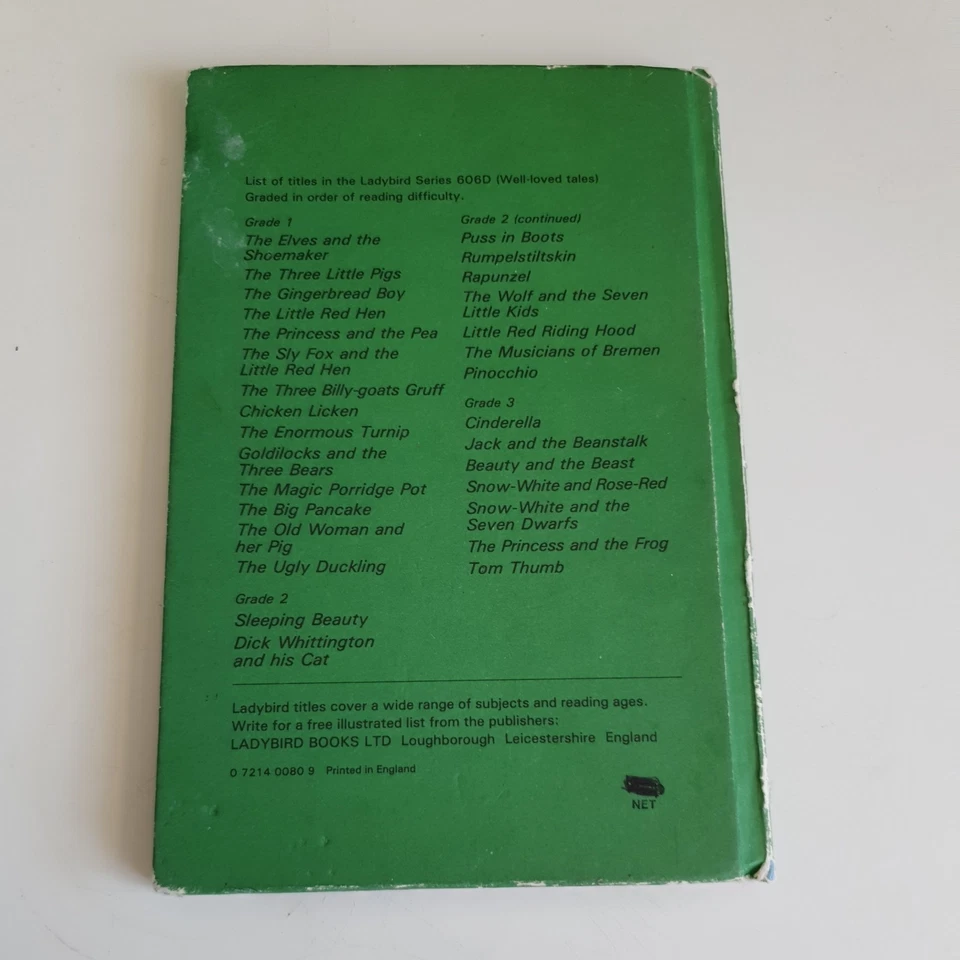 List of titles in the Ladybird Series 606D (Well-loved tales)
Graded in order of reading difficulty.
Grade 1
The Elves and the
Shoemaker
The Three Little Pigs
The Gingerbread Boy
The Little Red Hen
The Princess and the Pea
The Sly Fox and the
Little Red Hen
The Three Billy-goats Gruff
Chicken Licken
The Enormous Turnip
Goldilocks and the
Three Bears
The Magic Porridge Pot
The Big Pancake
The Old Woman and
her Pig
The Ugly Duckling
Grade 2
Sleeping Beauty
Dick Whittington
and his Cat
Grade 2 (continued)
Puss in Boots
Rumpelstiltskin
Rapunzel
The Wolf and the Seven
Little Kids
Little Red Riding Hood
The Musicians of Bremen
Pinocchio
Grade 3
Cinderella
Jack and the Beanstalk
Beauty and the Beast
Snow-White and Rose-Red
Snow-White and the
Seven Dwarfs
The Princess and the Frog
Tom Thumb
Ladybird titles cover a wide range of subjects and reading ages.
Write for a free illustrated list from the publishers:
LADYBIRD BOOKS LTD Loughborough Leicestershire England
0 7214 0080 9 Printed in England
NET